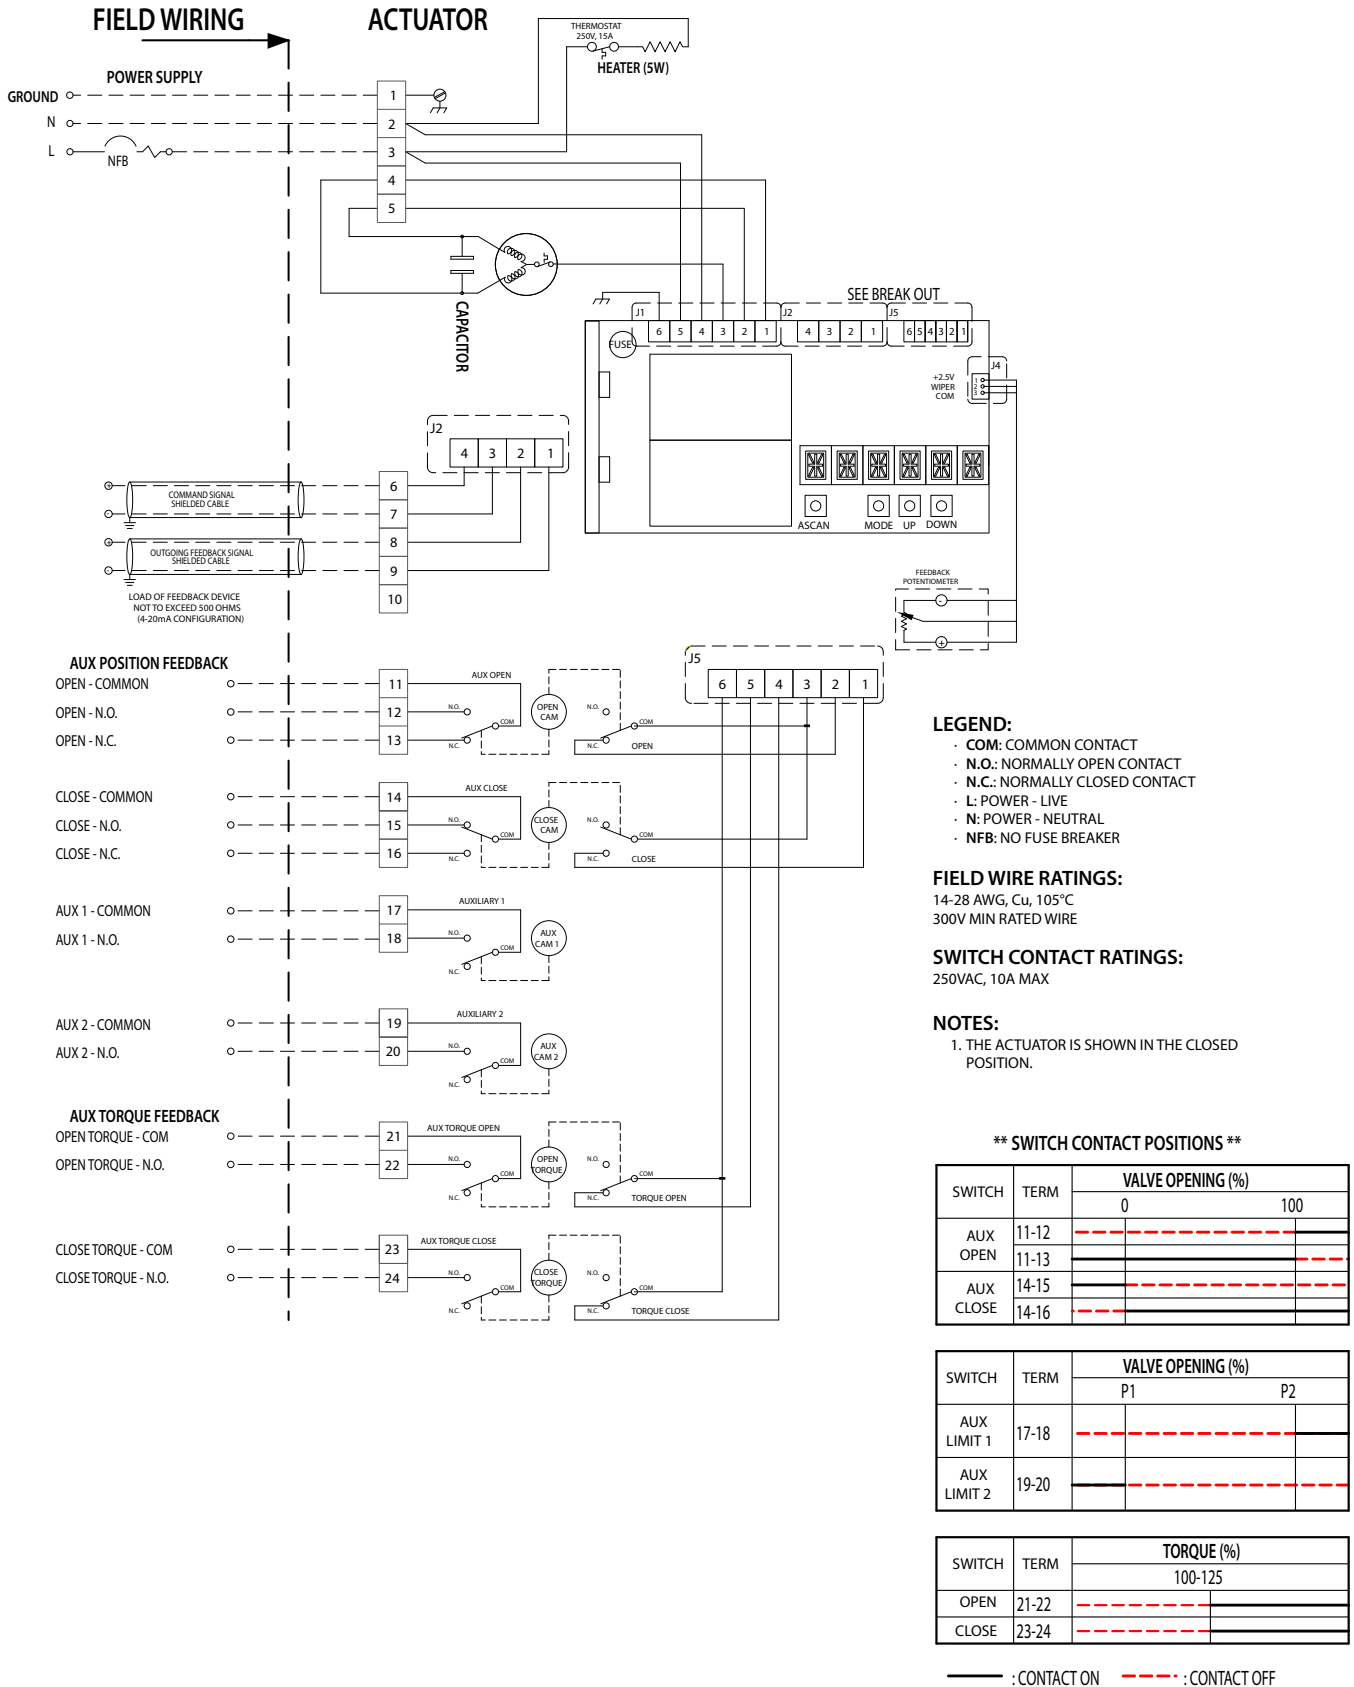 FIELD WIRING
ACTUATOR
THERMOSTAT
250V, 15A
HEATER (5W)
POWER SUPPLY
GROUND
N
L
NFB
1
2
3
4
5
CAPACITOR
SEE BREAK OUT
J1
J2
J5
6 5 4 3 2 1
4 3 2 1
6 5 4 3 2 1
FUSE
J4
+2.5V
WIPER
COM
1
2
3
ASCAN
MODE
UP
DOWN
J2
4 3 2 1
+
-
COMMAND SIGNAL
SHIELDED CABLE
+
-
OUTGOING FEEDBACK SIGNAL
SHIELDED CABLE
6
7
8
9
10
LOAD OF FEEDBACK DEVICE
NOT TO EXCEED 500 OHMS
(4-20mA CONFIGURATION)
FEEDBACK
POTENTIOMETER
-
+
J5
6 5 4 3 2 1
AUX POSITION FEEDBACK
OPEN - COMMON
OPEN - N.O.
OPEN - N.C.
11
12
13
AUX OPEN
N.O.
COM
N.C.
OPEN
CAM
N.O.
COM
N.C.
OPEN
CLOSE - COMMON
CLOSE - N.O.
CLOSE - N.C.
14
15
16
AUX CLOSE
N.O.
COM
N.C.
CLOSE
CAM
N.O.
COM
N.C.
CLOSE
AUX 1 - COMMON
AUX 1 - N.O.
17
18
AUXILIARY 1
N.O.
COM
N.C.
AUX
CAM 1
AUX 2 - COMMON
AUX 2 - N.O.
19
20
AUXILIARY 2
N.O.
COM
N.C.
AUX
CAM 2
AUX TORQUE FEEDBACK
OPEN TORQUE - COM
OPEN TORQUE - N.O.
21
22
AUX TORQUE OPEN
N.O.
COM
N.C.
OPEN
TORQUE
N.O.
COM
N.C.
TORQUE OPEN
CLOSE TORQUE - COM
CLOSE TORQUE - N.O.
23
24
AUX TORQUE CLOSE
N.O.
COM
N.C.
CLOSE
TORQUE
N.O.
COM
N.C.
TORQUE CLOSE
LEGEND:
· COM: COMMON CONTACT
· N.O.: NORMALLY OPEN CONTACT
· N.C.: NORMALLY CLOSED CONTACT
· L: POWER - LIVE
· N: POWER - NEUTRAL
· NFB: NO FUSE BREAKER
FIELD WIRE RATINGS:
14-28 AWG, Cu, 105°C
300V MIN RATED WIRE
SWITCH CONTACT RATINGS:
250VAC, 10A MAX
NOTES:
1. THE ACTUATOR IS SHOWN IN THE CLOSED
POSITION.
** SWITCH CONTACT POSITIONS **
SWITCH TERM VALVE OPENING (%)
0 100
AUX
OPEN
11-12
11-13
AUX
CLOSE
14-15
14-16
SWITCH TERM VALVE OPENING (%)
P1 P2
AUX
LIMIT 1
17-18
AUX
LIMIT 2
19-20
SWITCH TERM TORQUE (%)
100-125
OPEN 21-22
CLOSE 23-24
: CONTACT ON
: CONTACT OFF